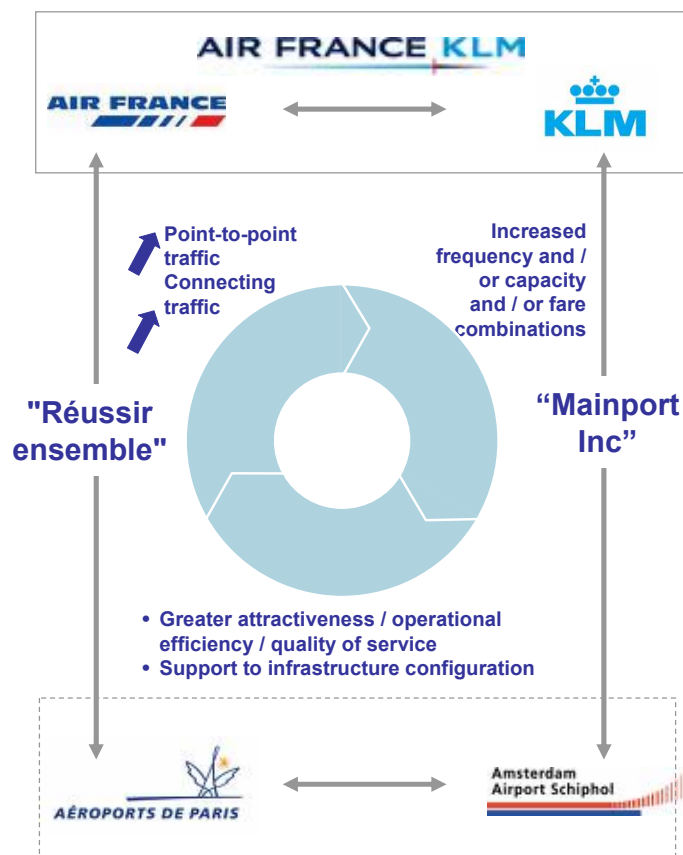 AIR FRANCE KLM
AIR FRANCE
KLM
Point-to-point
traffic
Connecting
traffic
Increased
frequency and /
or capacity
and / or fare
combinations
"Réussir
ensemble"
“Mainport
Inc”
• Greater attractiveness / operational
efficiency / quality of service
• Support to infrastructure configuration
AÉROPORTS DE PARIS
Amsterdam
Airport Schiphol